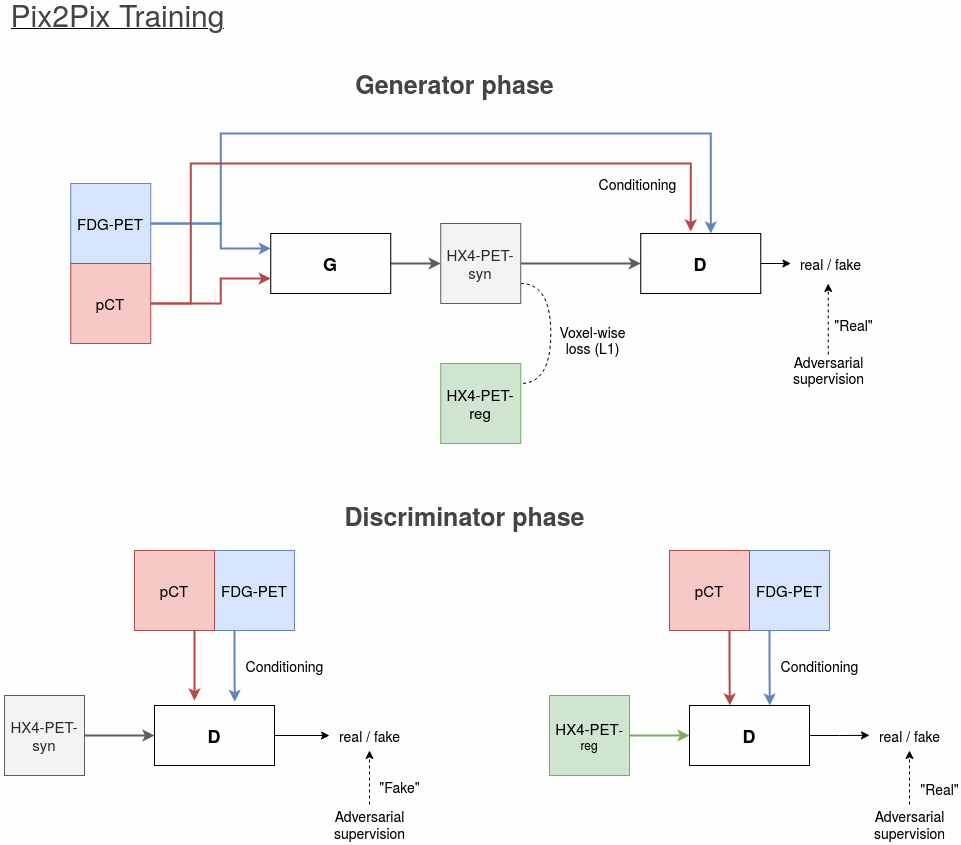 Pix2Pix Training
Generator phase
Conditioning
FDG-PET
pCT
G
HX4-PET-
syn
D
real / fake
"Real"
Voxel-wise
loss (L1)
Adversarial
supervision
HX4-PET-
reg
Discriminator phase
pCT
FDG-PET
Conditioning
HX4-PET-
syn
D
real / fake
"Fake"
Adversarial
supervision
pCT
FDG-PET
Conditioning
HX4-PET-
reg
D
real / fake
"Real"
Adversarial
supervision